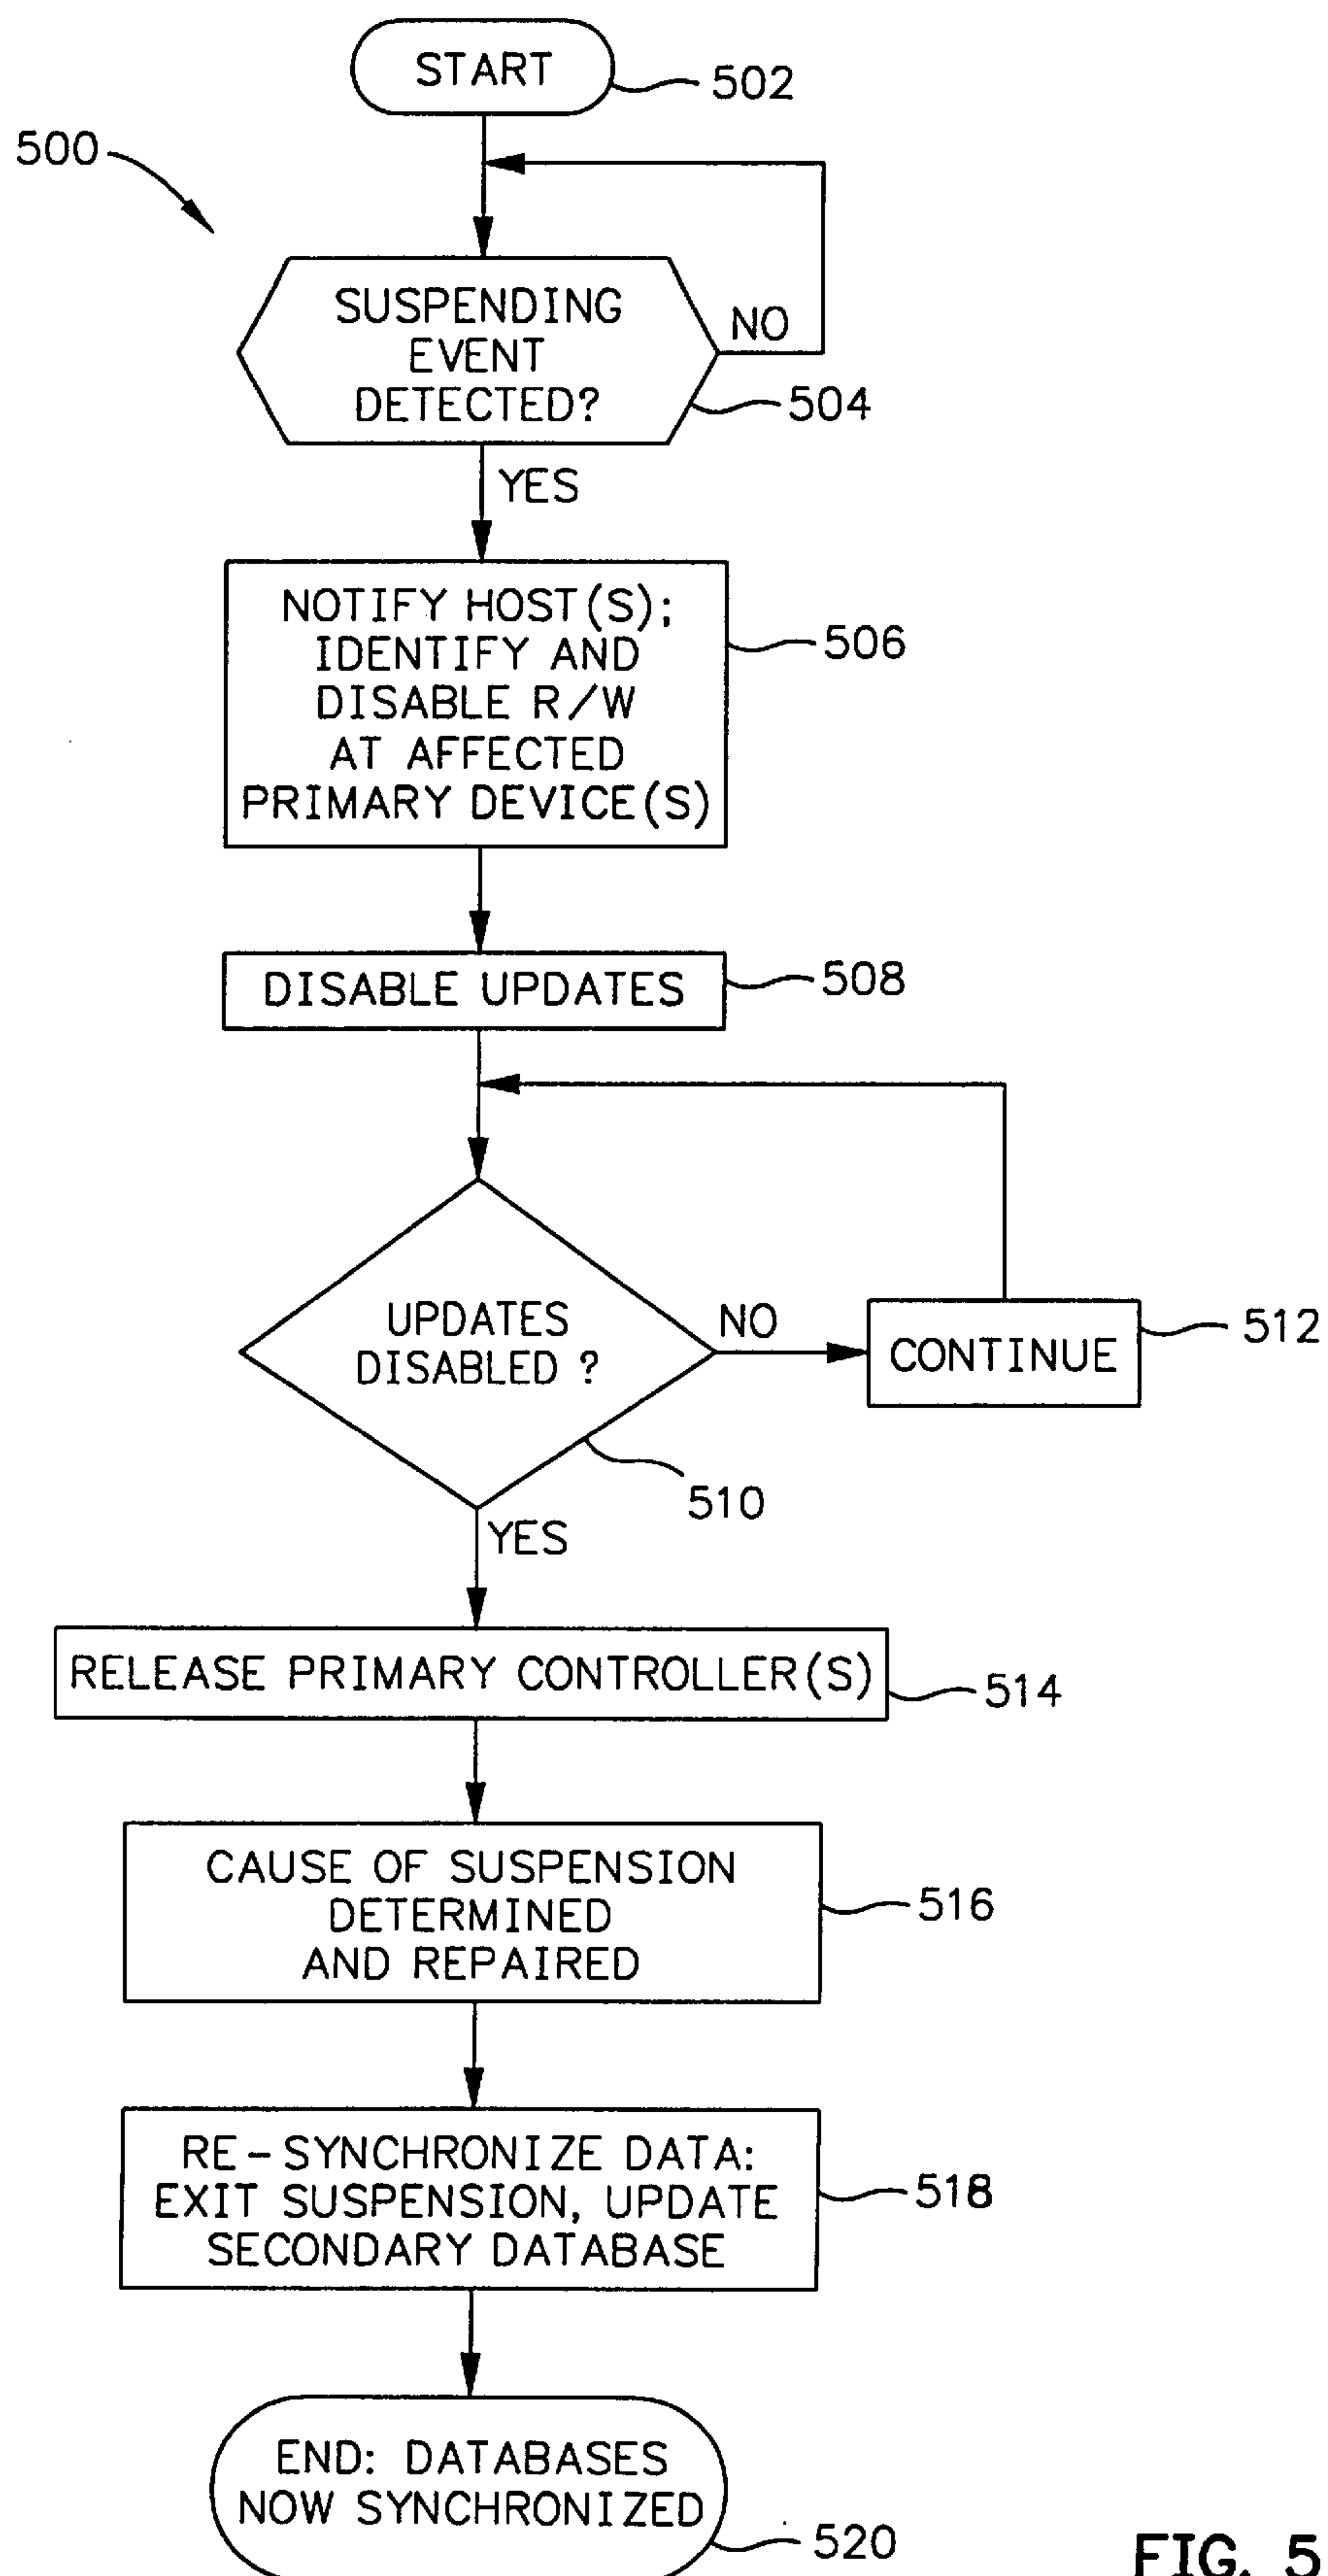 START
502
500
SUSPENDING
EVENT
DETECTED?
NO
504
YES
NOTIFY HOST(S);
IDENTIFY AND
DISABLE R/W
AT AFFECTED
PRIMARY DEVICE(S)
506
DISABLE UPDATES
508
UPDATES
DISABLED ?
NO
CONTINUE
512
510
YES
RELEASE PRIMARY CONTROLLER(S)
514
CAUSE OF SUSPENSION
DETERMINED
AND REPAIRED
516
RE-SYNCHRONIZE DATA:
EXIT SUSPENSION, UPDATE
SECONDARY DATABASE
518
END: DATABASES
NOW SYNCHRONIZED
520
FIG. 5